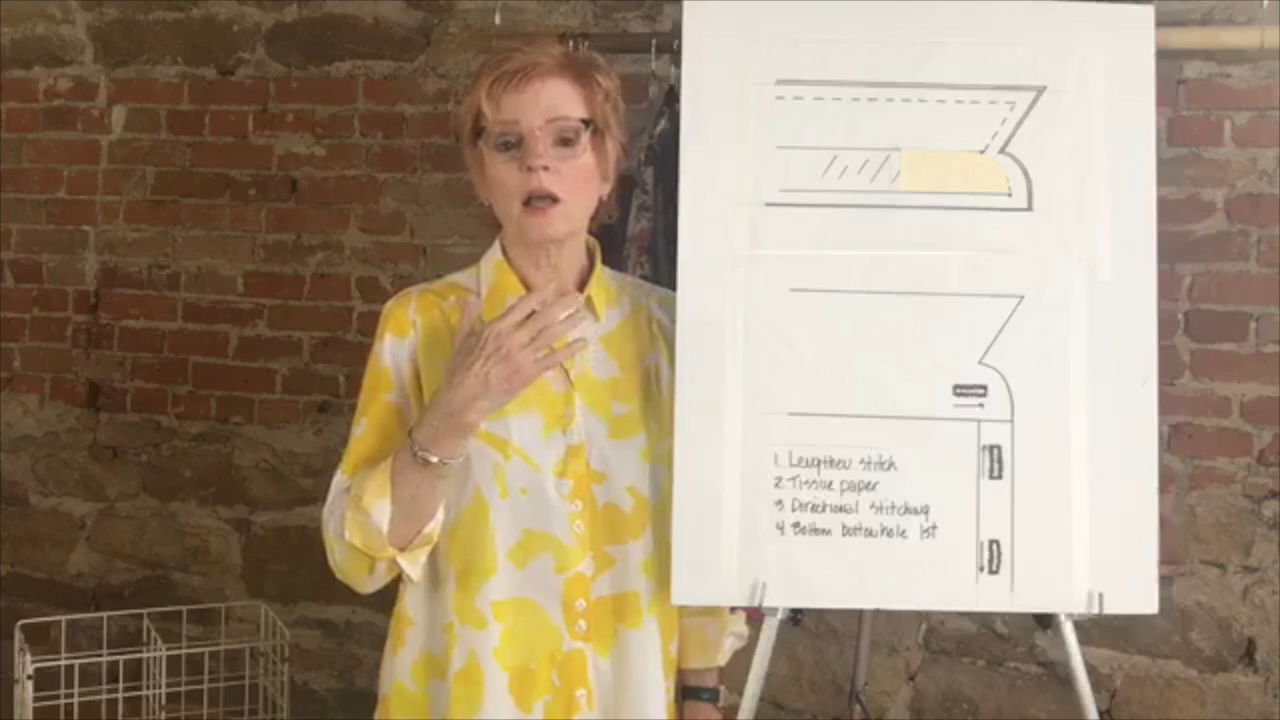 1. Lengthen stitch
2. Tissue paper
3. Directional stitching
4. Bottom buttonhole 1st